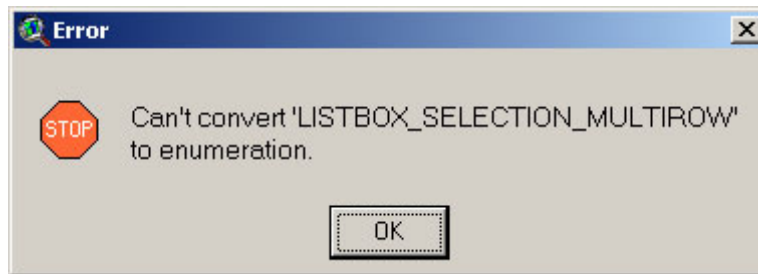 Error
STOP
Can't convert 'LISTBOX_SELECTION_MULTIROW'
to enumeration.
OK